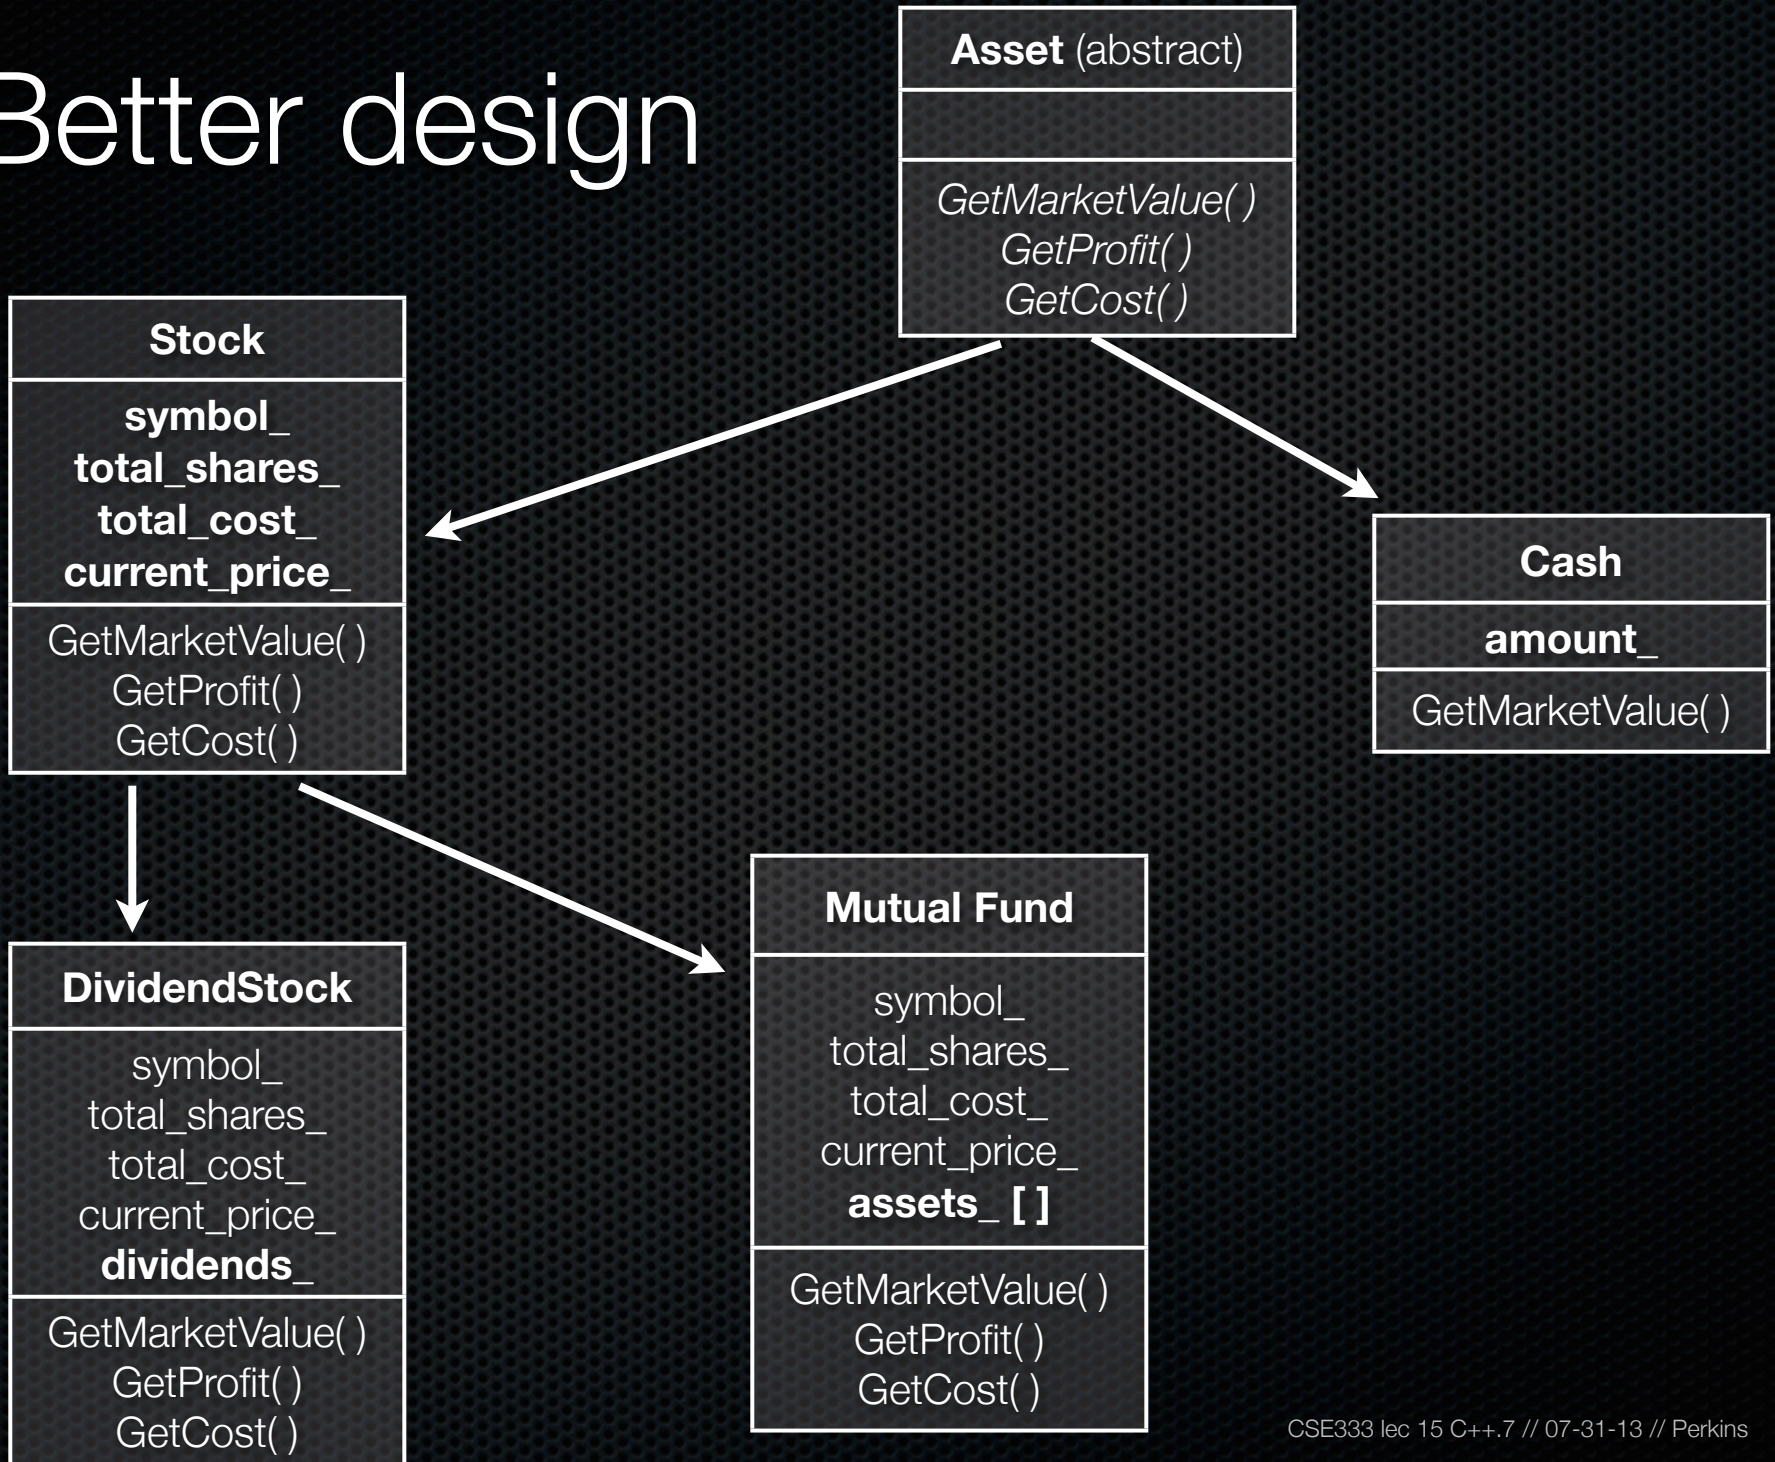 Better design
Asset (abstract)
GetMarketValue( )
GetProfit( )
GetCost( )
Stock
symbol_
total_shares_
total_cost_
current_price_
GetMarketValue( )
GetProfit( )
GetCost( )
Cash
amount_
GetMarketValue( )
DividendStock
symbol_
total_shares_
total_cost_
current_price_
dividends_
GetMarketValue( )
GetProfit( )
GetCost( )
Mutual Fund
symbol_
total_shares_
total_cost_
current_price_
assets_ [ ]
GetMarketValue( )
GetProfit( )
GetCost( )
CSE333 lec 15 C++.7 // 07-31-13 // Perkins